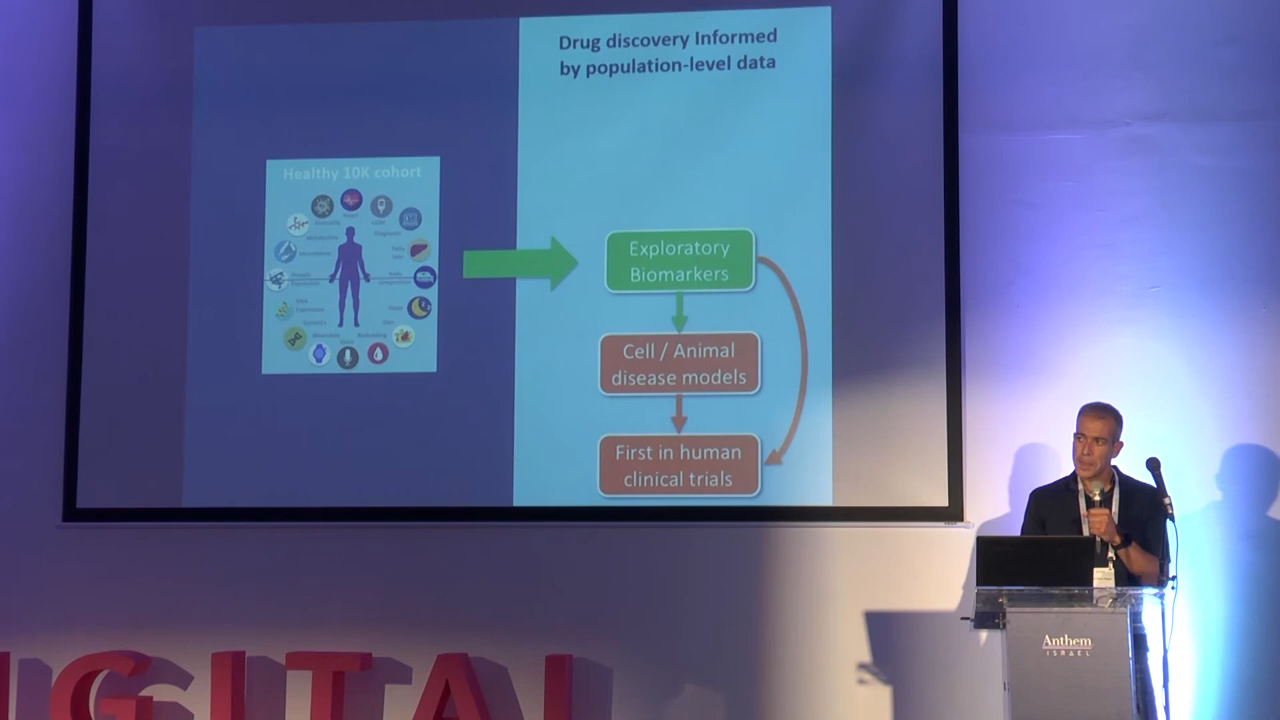 Drug discovery Informed
by population-level data
Healthy 10K cohort
Exploratory
Biomarkers
Cell / Animal
disease models
First in human
clinical trials
Anthem
ISRAEL
IGITAL